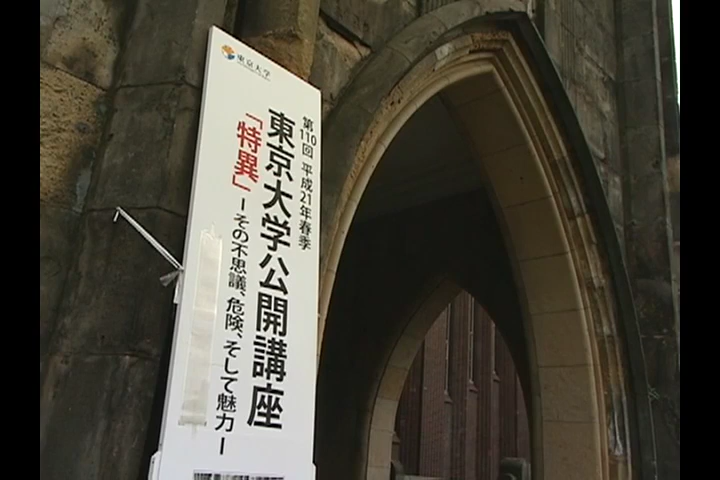 東京大学
第110回 平成21年春季
東京大学公開講座
「特異」
ーその不思議、危険、そして魅力ー